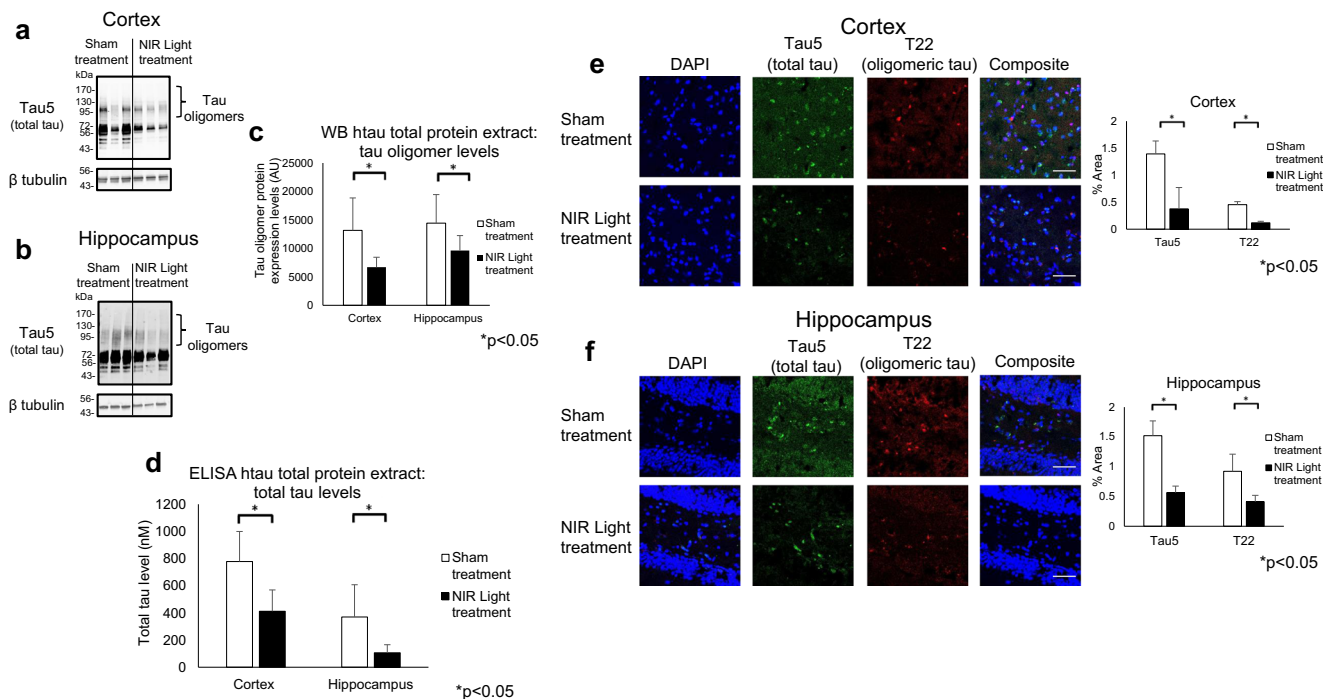 a
Cortex
Sham
treatment
NIR Light
treatment
kDa
170-
130-
95-
72-
56-
43-
Tau5
(total tau)
Tau
oligomers
β tubulin
56-
43-
b
Hippocampus
Sham
treatment
NIR Light
treatment
kDa
170-
130-
95-
72-
56-
43-
Tau5
(total tau)
Tau
oligomers
β tubulin
56-
43-
c
WB htau total protein extract:
tau oligomer levels
Tau oligomer protein
expression levels (AU)
25000
20000
15000
10000
5000
0
*
*
Cortex
Hippocampus
Sham
treatment
NIR Light
treatment
*p<0.05
d
ELISA htau total protein extract:
total tau levels
Total tau level (nM)
1200
1000
800
600
400
200
0
*
*
Cortex
Hippocampus
Sham
treatment
NIR Light
treatment
*p<0.05
e
Cortex
DAPI
Tau5
(total tau)
T22
(oligomeric tau)
Composite
Sham
treatment
NIR Light
treatment
Cortex
% Area
2
1.5
1
0.5
0
*
*
Tau5
T22
Sham
treatment
NIR Light
treatment
*p<0.05
f
Hippocampus
DAPI
Tau5
(total tau)
T22
(oligomeric tau)
Composite
Sham
treatment
NIR Light
treatment
Hippocampus
% Area
2
1.5
1
0.5
0
*
*
Tau5
T22
Sham
treatment
NIR Light
treatment
*p<0.05